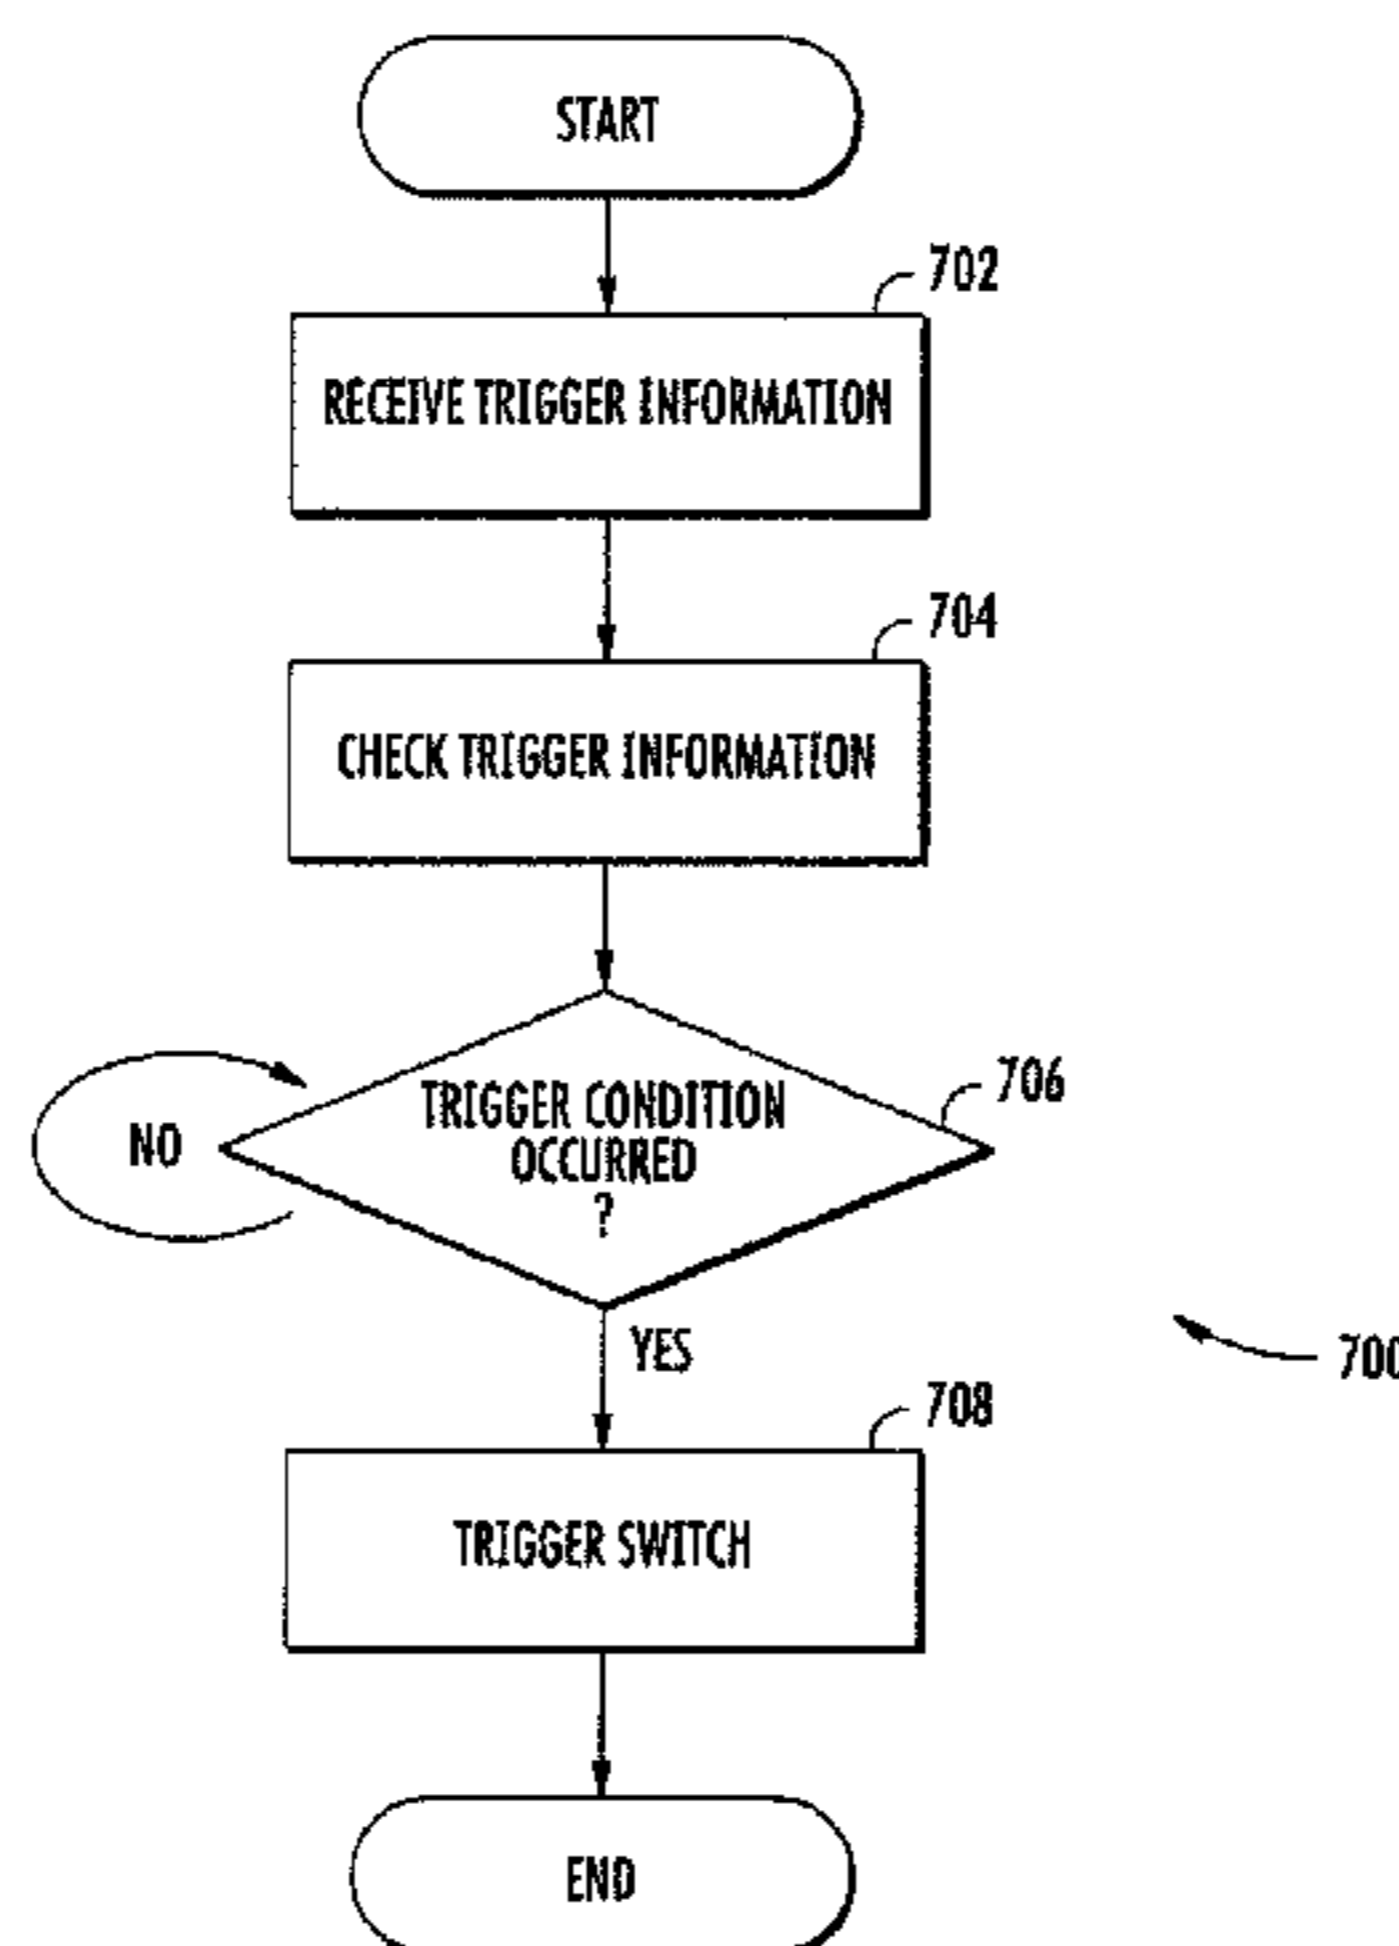 START
702
RECEIVE TRIGGER INFORMATION
704
CHECK TRIGGER INFORMATION
706
TRIGGER CONDITION
OCCURRED
?
NO
YES
700
708
TRIGGER SWITCH
END